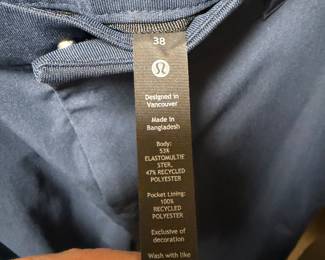 38
Designed in
Vancouver
Made in
Bangladesh
Body:
53%
ELASTOMULTIE
STER,
47% RECYCLED
POLYESTER
Pocket Lining:
100%
RECYCLED
POLYESTER
Exclusive of
decoration
Wash with like